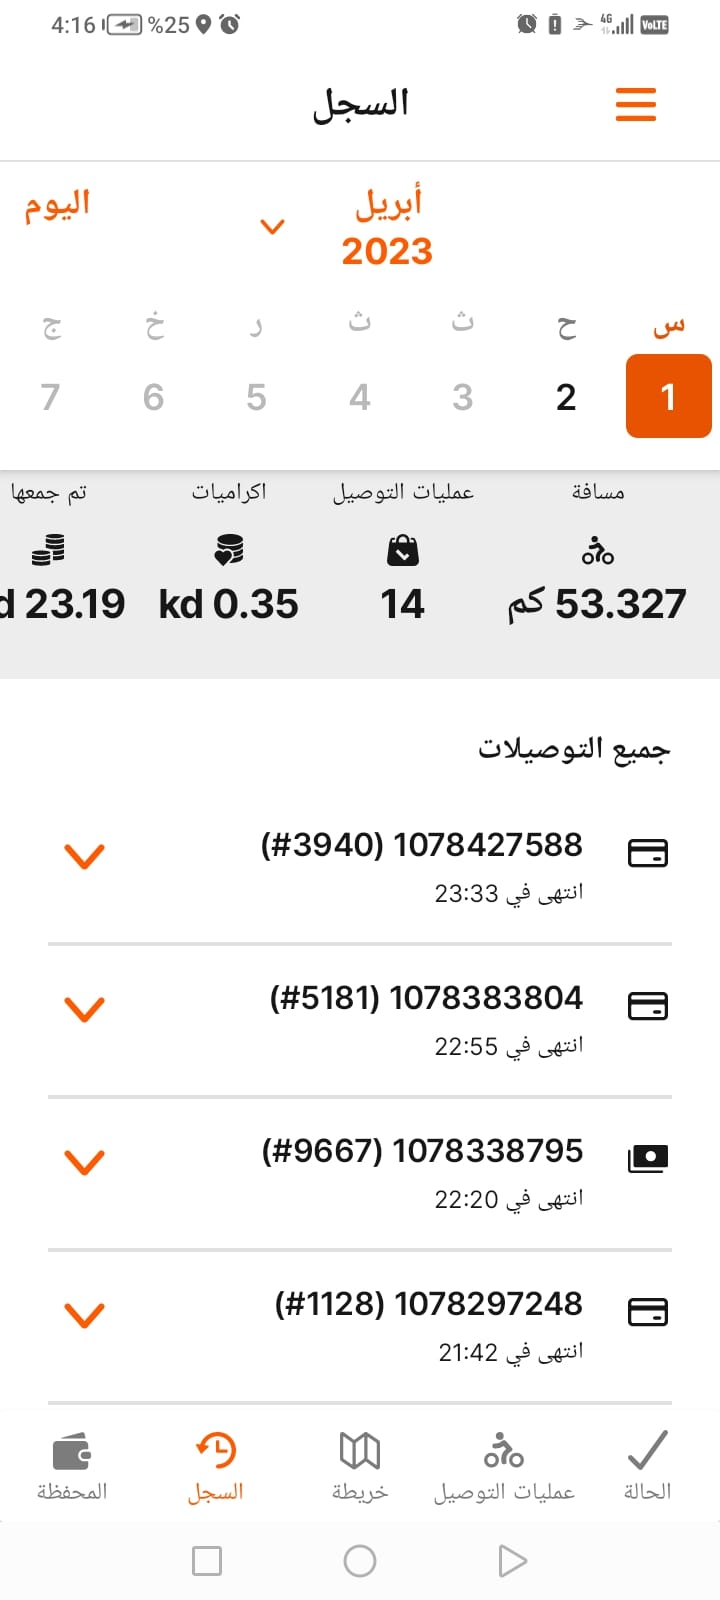 4:16 %25 4G VoLTE
السجل
أبريل
2023
اليوم
س ح ث ث ر خ ج
1 2 3 4 5 6 7
مسافة عمليات التوصيل اكراميات تم جمعها
53.327 كم 14 kd 0.35 d 23.19
جميع التوصيلات
(#3940) 1078427588
انتهى في 23:33
(#5181) 1078383804
انتهى في 22:55
(#9667) 1078338795
انتهى في 22:20
(#1128) 1078297248
انتهى في 21:42
الحالة عمليات التوصيل خريطة السجل المحفظة